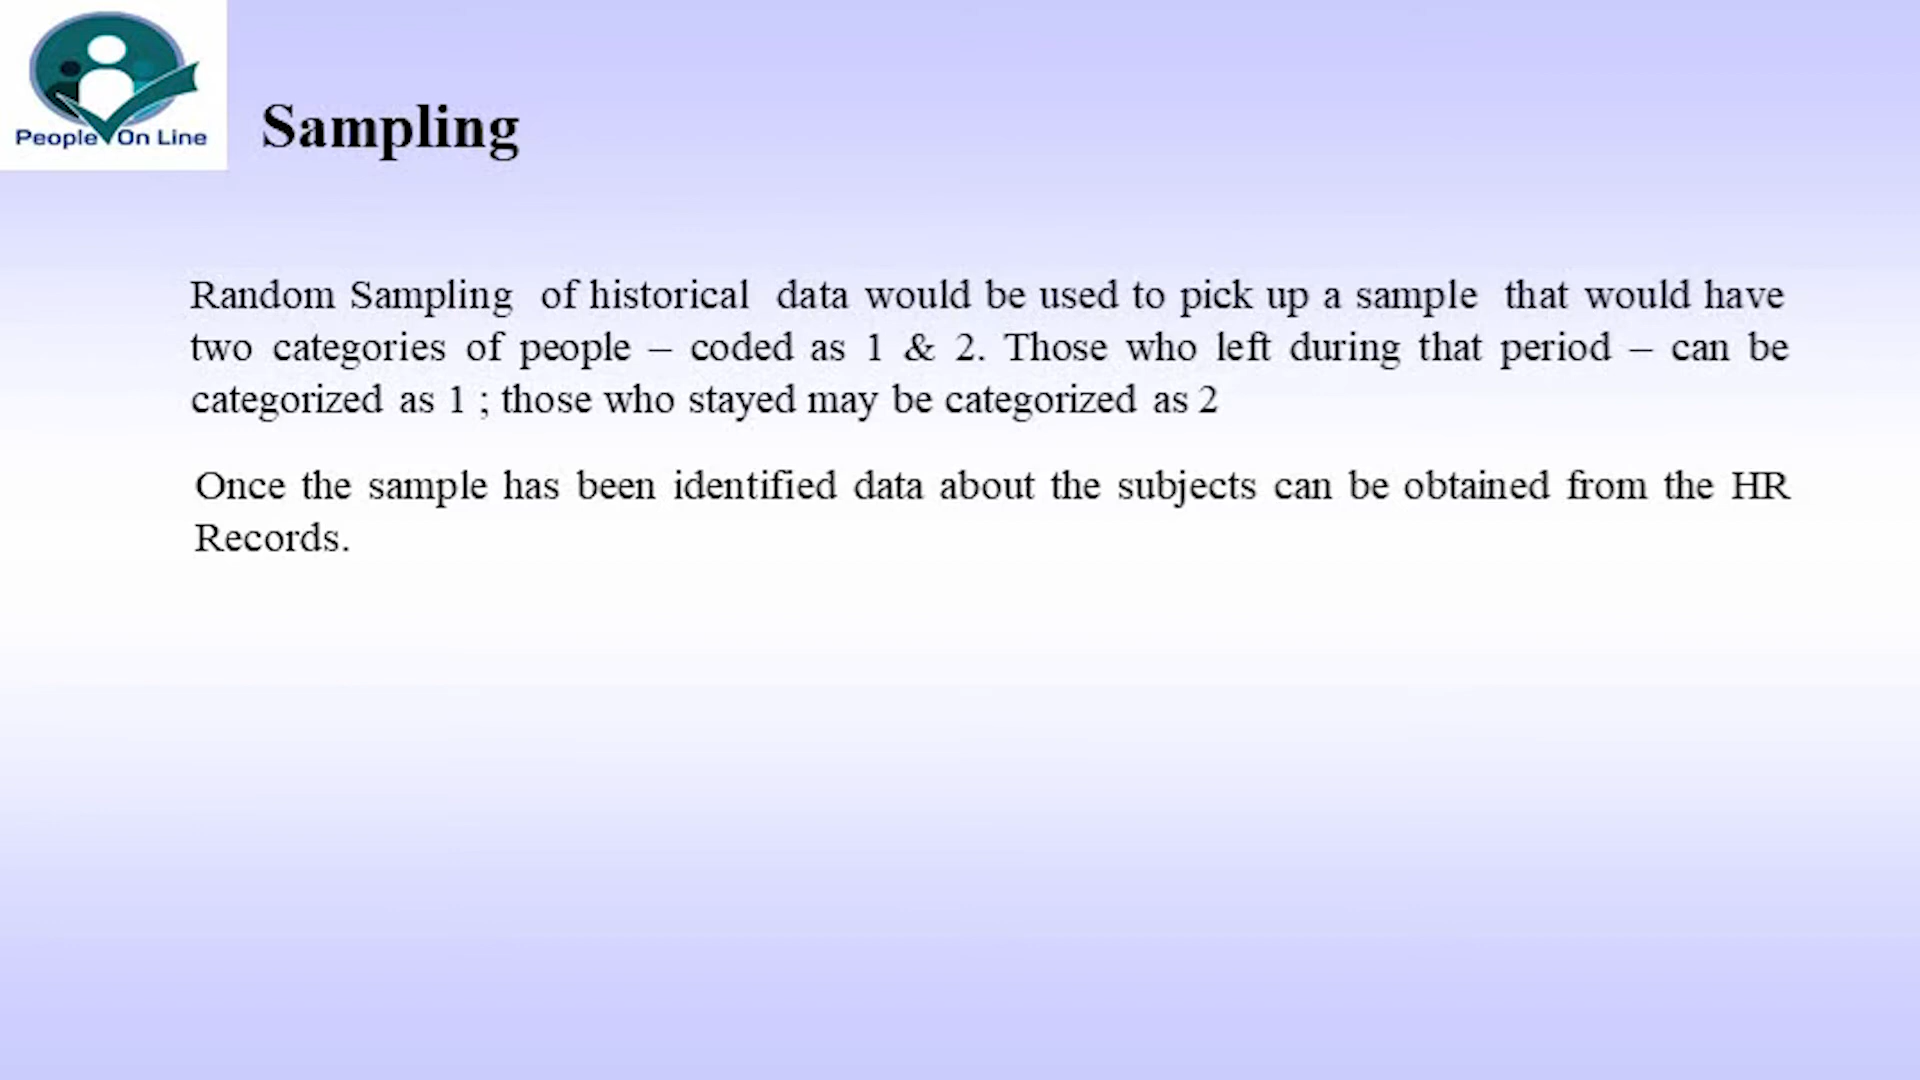 People On Line
Sampling
Random Sampling of historical data would be used to pick up a sample that would have
two categories of people – coded as 1 & 2. Those who left during that period – can be
categorized as 1 ; those who stayed may be categorized as 2
Once the sample has been identified data about the subjects can be obtained from the HR
Records.